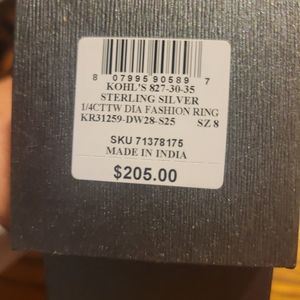 8 07995 90589 7
KOHL'S 827-30-35
STERLING SILVER
1/4CTTW DIA FASHION RING
KR31259-DW28-S25 SZ 8
SKU 71378175
MADE IN INDIA
$205.00